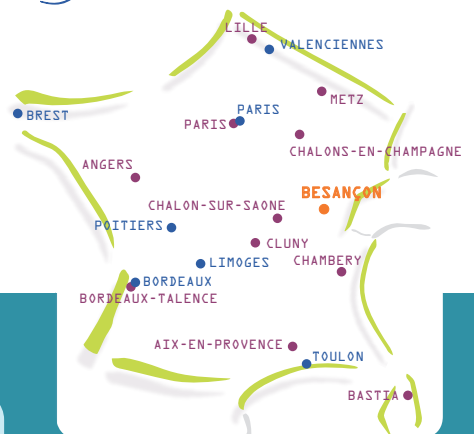 LILLE
VALENCIENNES
METZ
PARIS
PARIS
BREST
CHALONS-EN-CHAMPAGNE
ANGERS
BESANÇON
CHALON-SUR-SAONE
POITIERS
CLUNY
LIMOGES
CHAMBERY
BORDEAUX
BORDEAUX-TALENCE
AIX-EN-PROVENCE
TOULON
BASTIA